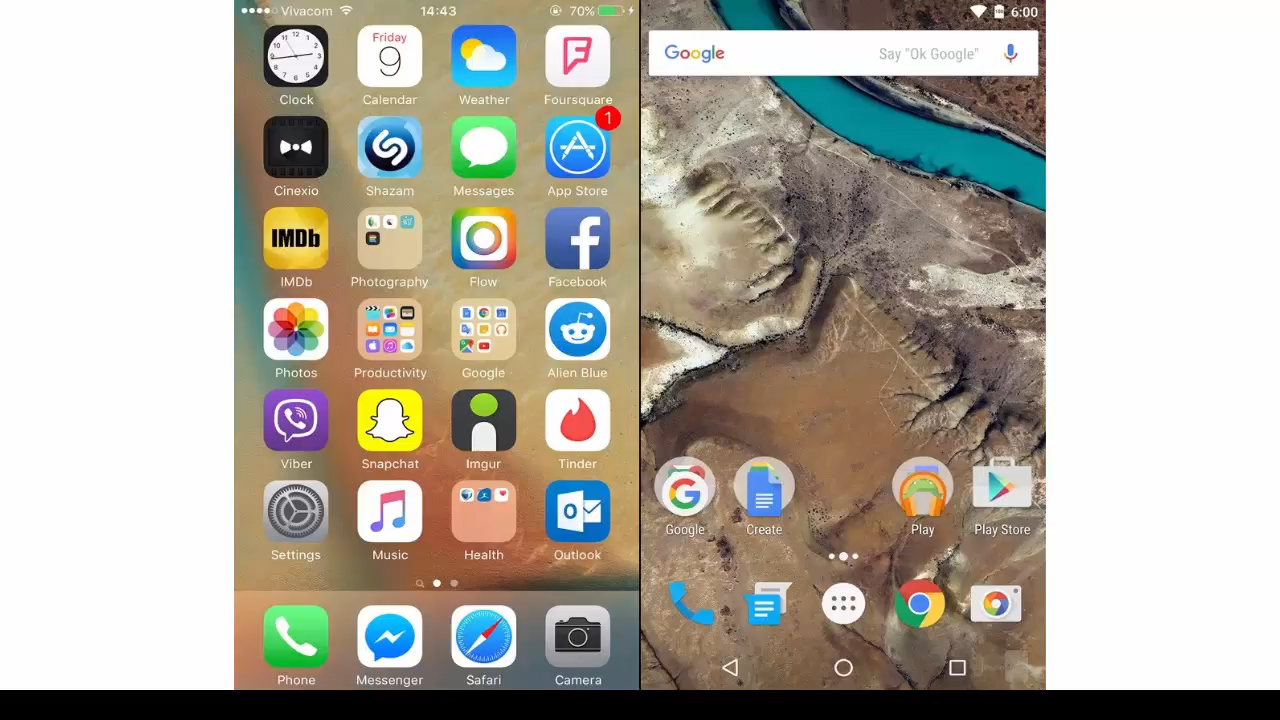 Vivacom 14:43 70%
Friday
9
Clock Calendar Weather Foursquare
1
Cinexio Shazam Messages App Store
IMDb
IMDb Photography Flow Facebook
Photos Productivity Google Alien Blue
Viber Snapchat Imgur Tinder
Settings Music Health Outlook
Phone Messenger Safari Camera
6:00
Google Say "Ok Google"
Google Create Play Play Store